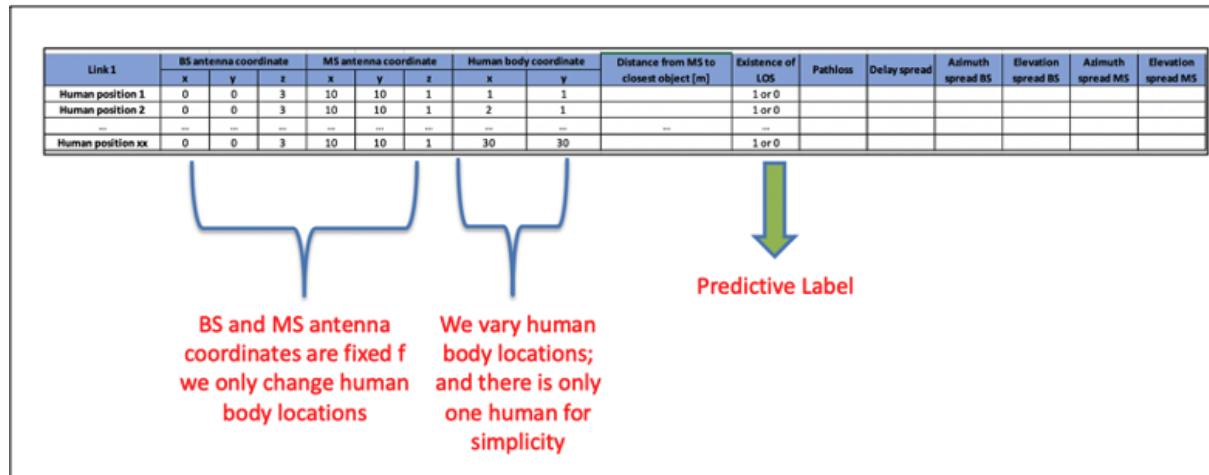 Link 1 BS antenna coordinate MS antenna coordinate Human body coordinate Distance from MS to closest object [m] Existence of LOS Pathloss Delay spread Azimuth spread BS Elevation spread BS Azimuth spread MS Elevation spread MS
x y z x y z x y
Human position 1 0 0 3 10 10 1 1 1 1 or 0
Human position 2 0 0 3 10 10 1 2 1 1 or 0
... ... ... ... ... ... ... ... ... ... ...
Human position xx 0 0 3 10 10 1 30 30 1 or 0
Predictive Label
BS and MS antenna
coordinates are fixed f
we only change human
body locations
We vary human
body locations;
and there is only
one human for
simplicity